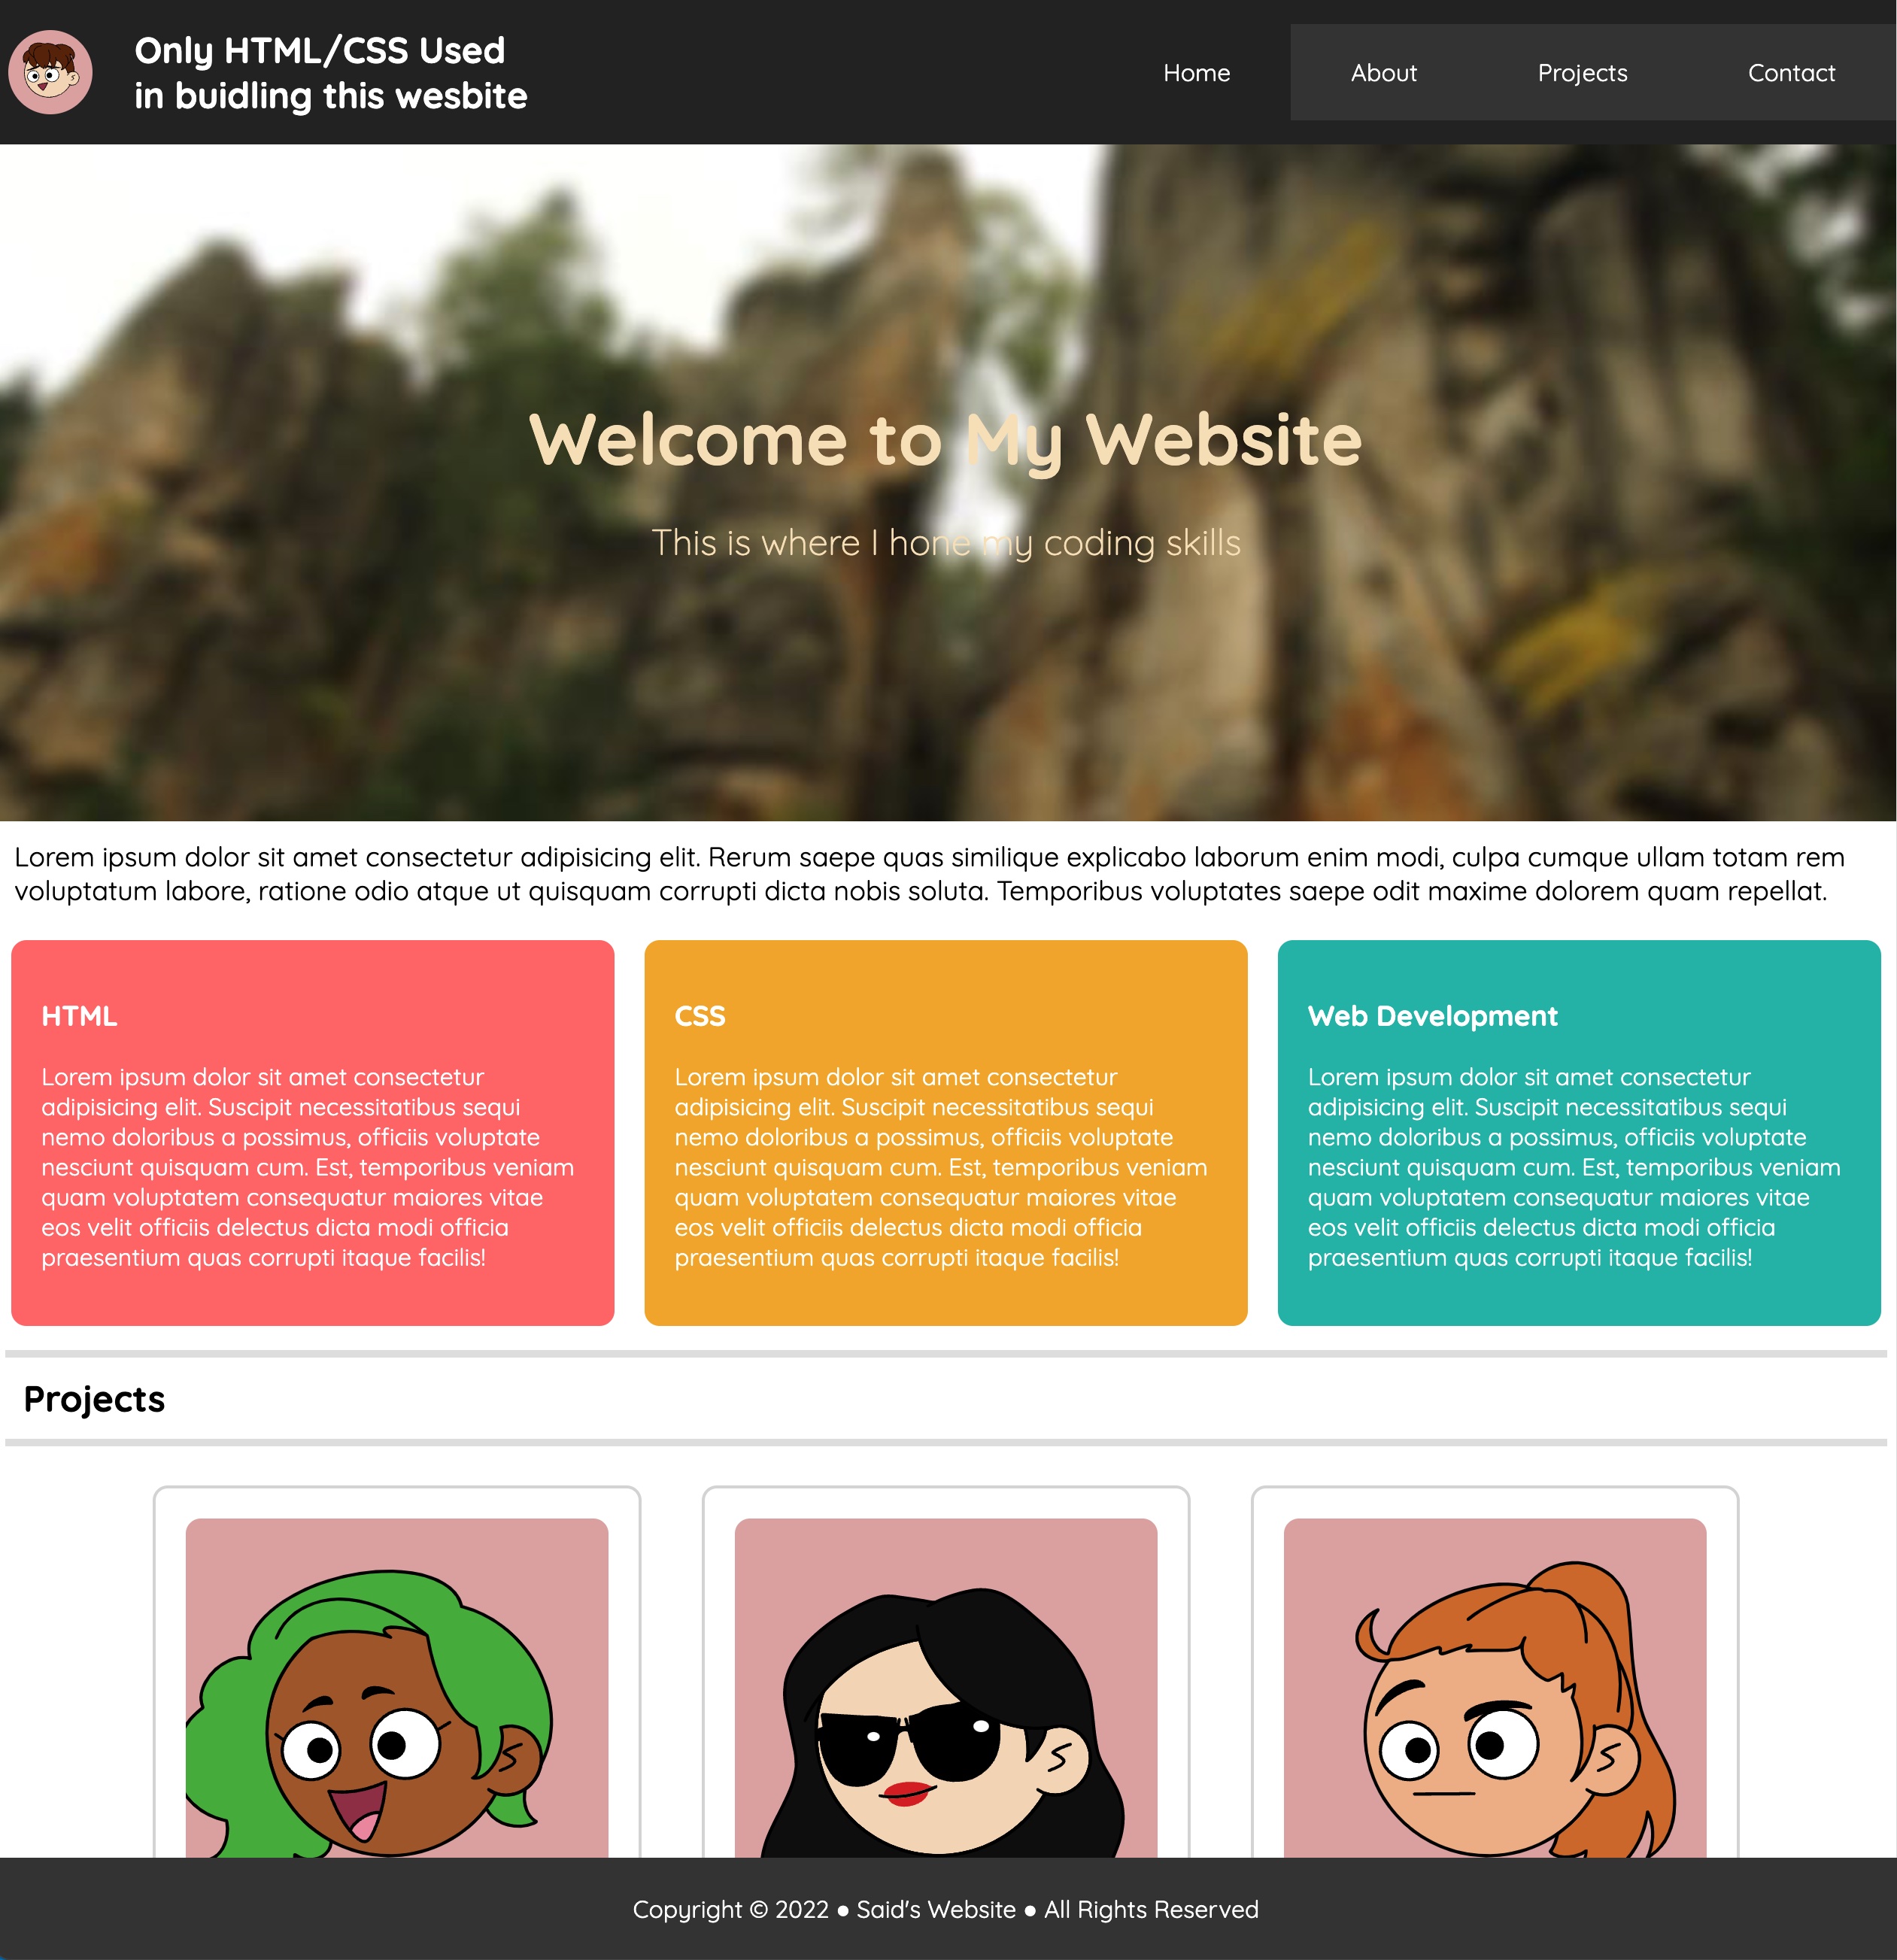 Only HTML/CSS Used
in buidling this wesbite
Home
About
Projects
Contact
Welcome to My Website
This is where I hone my coding skills
Lorem ipsum dolor sit amet consectetur adipisicing elit. Rerum saepe quas similique explicabo laborum enim modi, culpa cumque ullam totam rem
voluptatum labore, ratione odio atque ut quisquam corrupti dicta nobis soluta. Temporibus voluptates saepe odit maxime dolorem quam repellat.
HTML
Lorem ipsum dolor sit amet consectetur
adipisicing elit. Suscipit necessitatibus sequi
nemo doloribus a possimus, officiis voluptate
nesciunt quisquam cum. Est, temporibus veniam
quam voluptatem consequatur maiores vitae
eos velit officiis delectus dicta modi officia
praesentium quas corrupti itaque facilis!
CSS
Lorem ipsum dolor sit amet consectetur
adipisicing elit. Suscipit necessitatibus sequi
nemo doloribus a possimus, officiis voluptate
nesciunt quisquam cum. Est, temporibus veniam
quam voluptatem consequatur maiores vitae
eos velit officiis delectus dicta modi officia
praesentium quas corrupti itaque facilis!
Web Development
Lorem ipsum dolor sit amet consectetur
adipisicing elit. Suscipit necessitatibus sequi
nemo doloribus a possimus, officiis voluptate
nesciunt quisquam cum. Est, temporibus veniam
quam voluptatem consequatur maiores vitae
eos velit officiis delectus dicta modi officia
praesentium quas corrupti itaque facilis!
Projects
Copyright © 2022 ● Said's Website ● All Rights Reserved